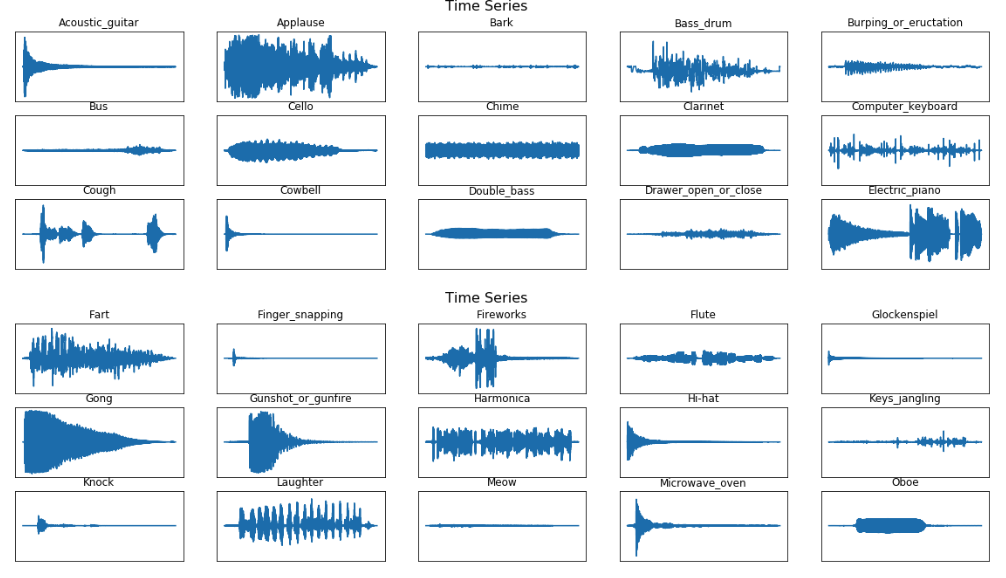 Time Series
Acoustic_guitar Applause Bark Bass_drum Burping_or_eructation
Bus Cello Chime Clarinet Computer_keyboard
Cough Cowbell Double_bass Drawer_open_or_close Electric_piano
Time Series
Fart Finger_snapping Fireworks Flute Glockenspiel
Gong Gunshot_or_gunfire Harmonica Hi-hat Keys_jangling
Knock Laughter Meow Microwave_oven Oboe